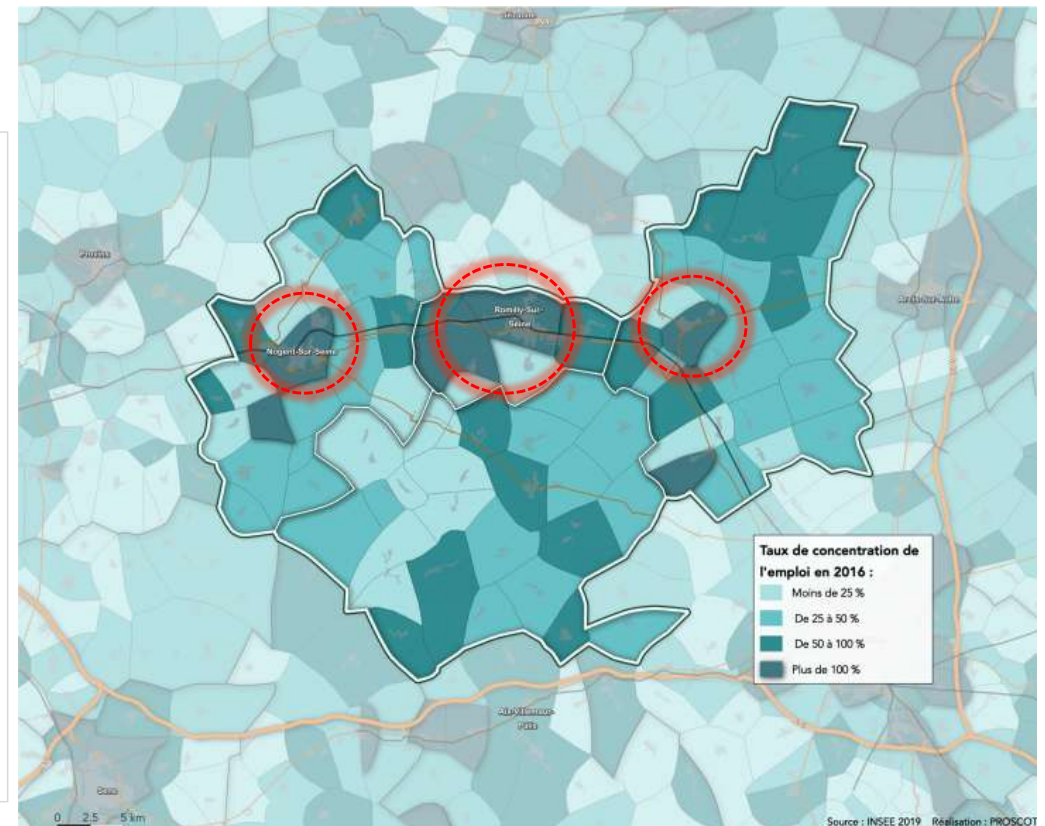 Sézanne
Provins
Romilly-Sur-
Seine
Arcis-Sur-Aube
Nogent-Sur-Seine
Taux de concentration de
l'emploi en 2016 :
Moins de 25 %
De 25 à 50 %
De 50 à 100 %
Plus de 100 %
Aix-Villemaur-
Pâlis
Sens
0 2.5 5 km
Source : INSEE 2019 Réalisation : PROSCOT